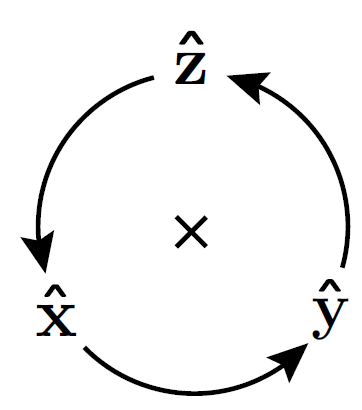 ẑ
×
x̂ ŷ